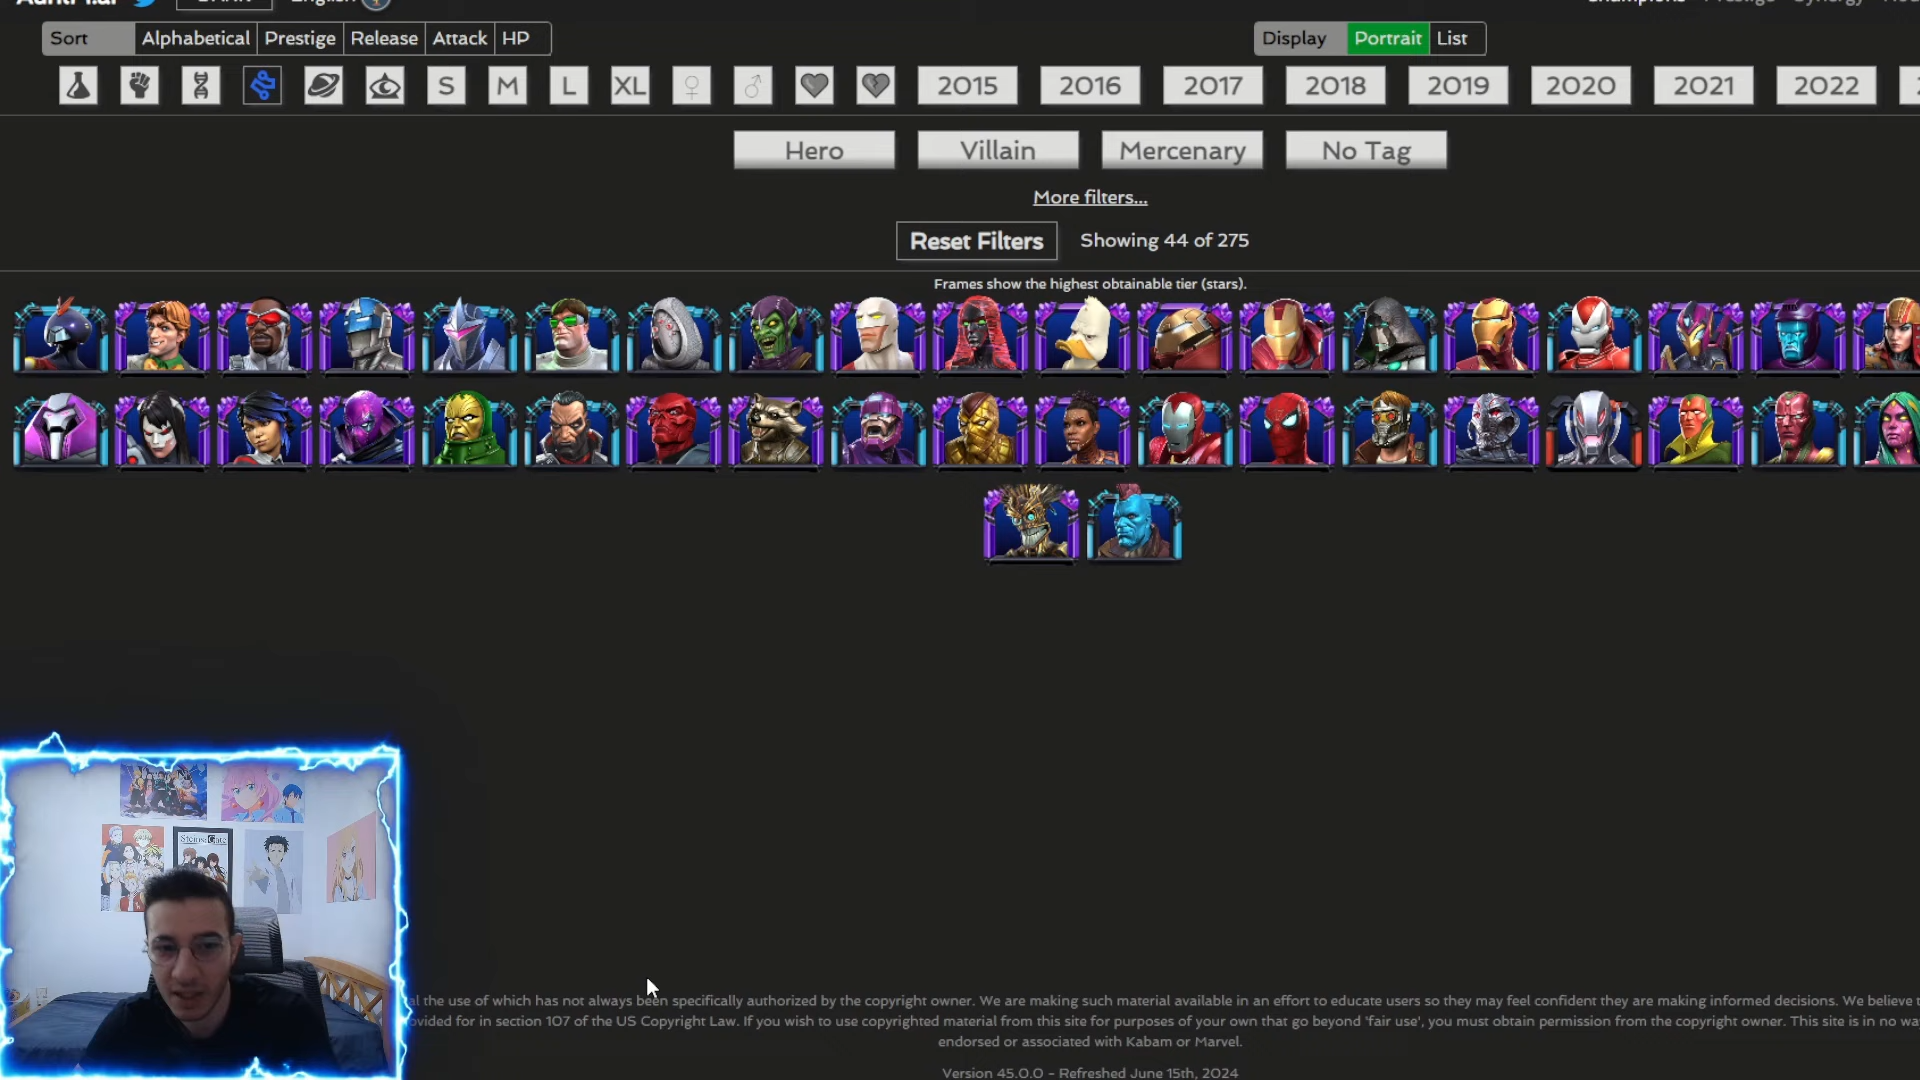 Sort Alphabetical Prestige Release Attack HP
Display Portrait List
S M L XL ♀ ♂ 2015 2016 2017 2018 2019 2020 2021 2022
Hero Villain Mercenary No Tag
More filters...
Reset Filters Showing 44 of 275
Frames show the highest obtainable tier (stars).
al the use of which has not always been specifically authorized by the copyright owner. We are making such material available in an effort to educate users so they may feel confident they are making informed decisions. We believe
ovided for in section 107 of the US Copyright Law. If you wish to use copyrighted material from this site for purposes of your own that go beyond 'fair use', you must obtain permission from the copyright owner. This site is in no
endorsed or associated with Kabam or Marvel.
Version 45.0.0 - Refreshed June 15th, 2024